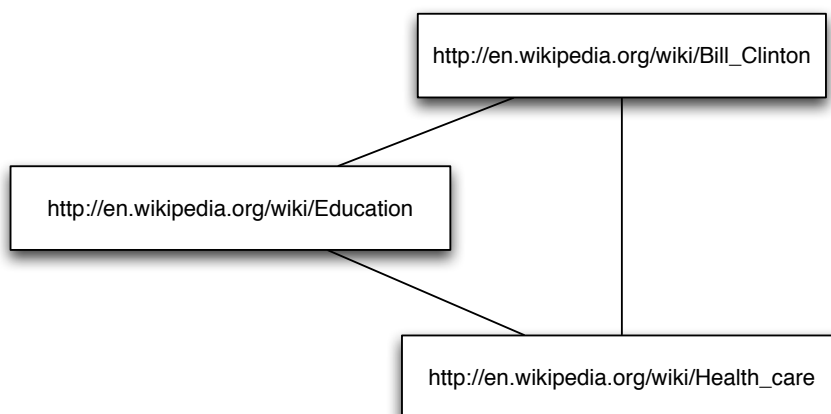 http://en.wikipedia.org/wiki/Bill_Clinton
http://en.wikipedia.org/wiki/Education
http://en.wikipedia.org/wiki/Health_care